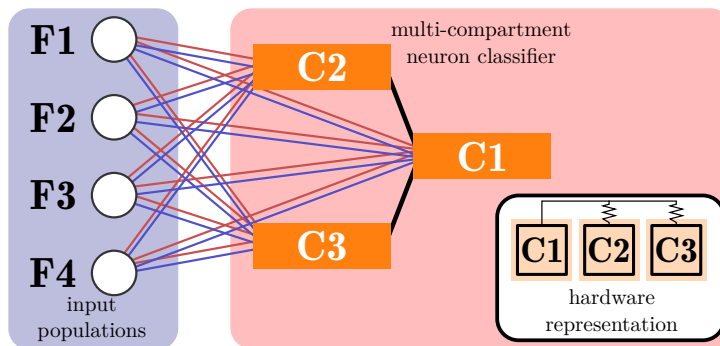 F1
F2
F3
F4
input
populations
C2
C3
C1
multi-compartment
neuron classifier
C1 C2 C3
hardware
representation